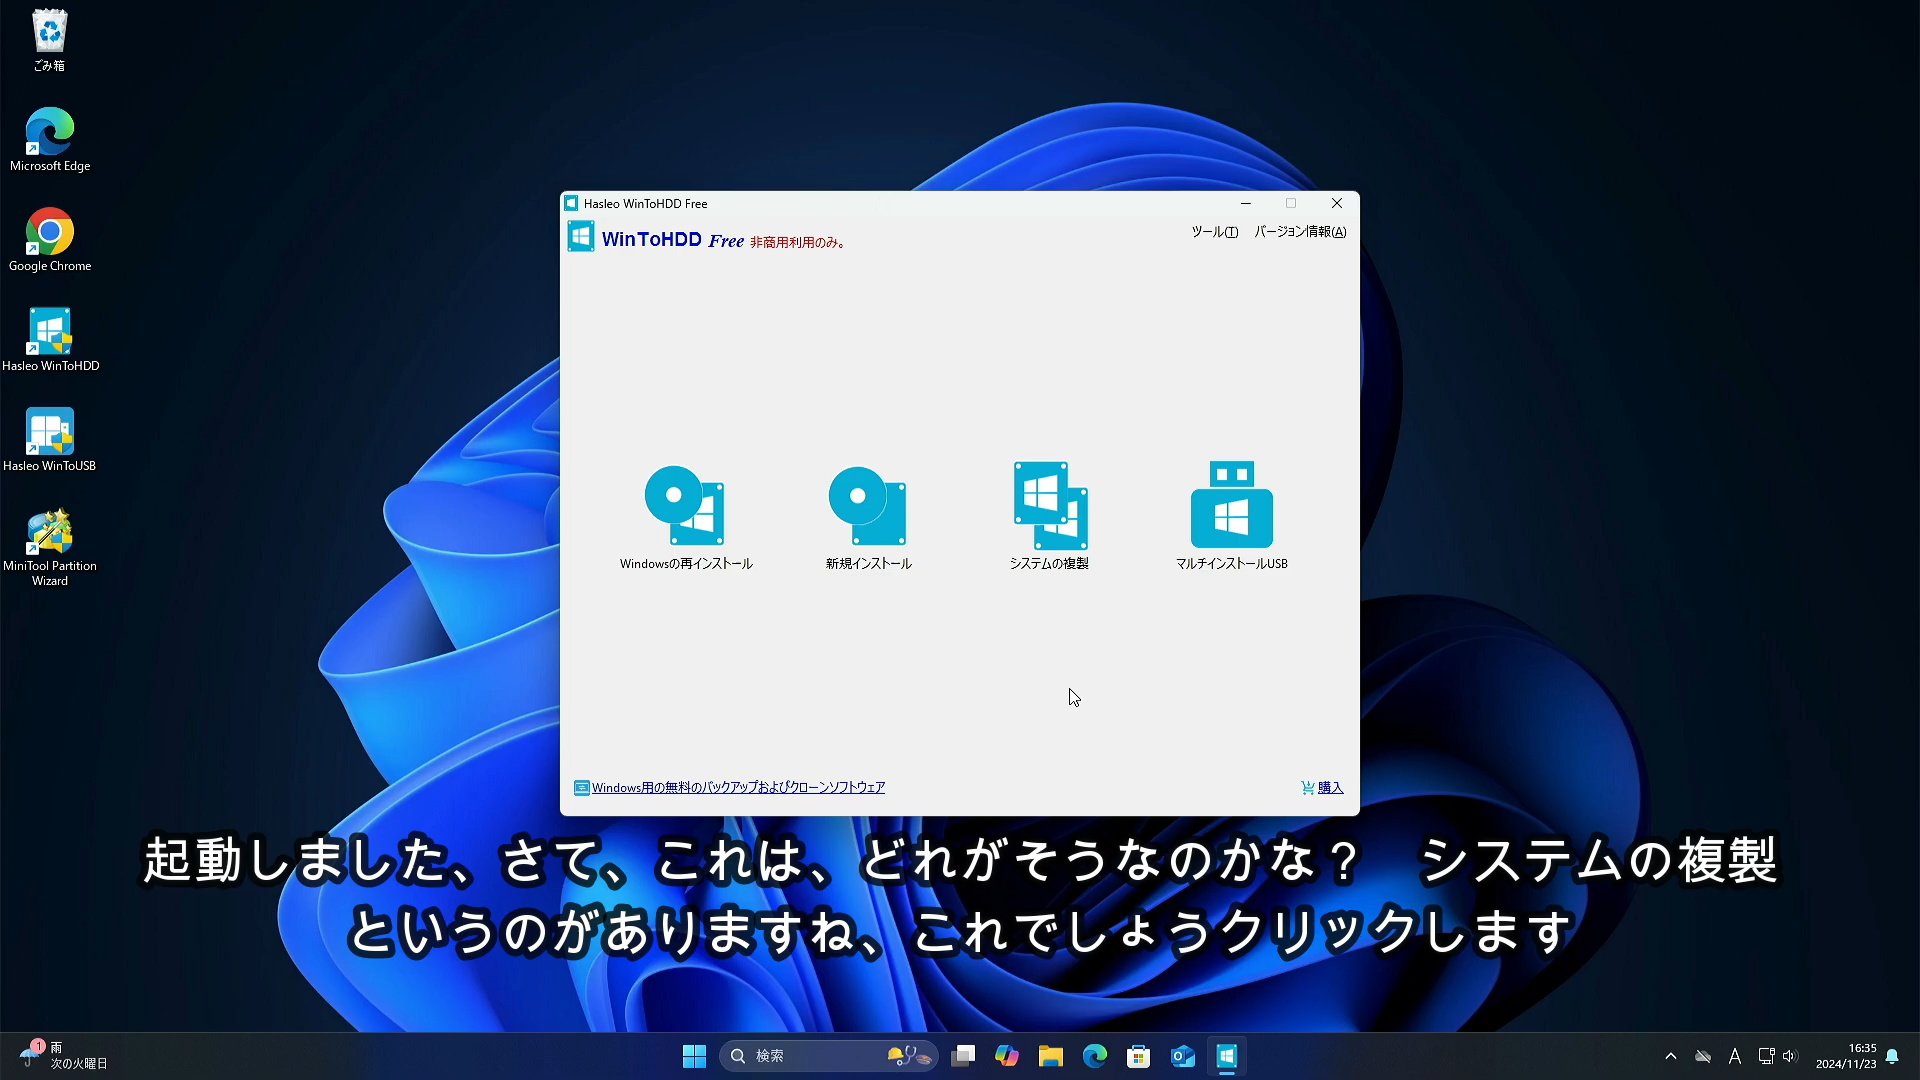 ごみ箱
Microsoft Edge
Google Chrome
Hasleo WinToHDD
Hasleo WinToUSB
MiniTool Partition
Wizard
Hasleo WinToHDD Free
WinToHDD Free 非商用利用のみ。
ツール(T) バージョン情報(A)
Windowsの再インストール
新規インストール
システムの複製
マルチインストールUSB
Windows用の無料のバックアップおよびクローンソフトウェア
購入
起動しました、さて、これは、どれがそうなのかな？　システムの複製
というのがありますね、これでしょうクリックします
1
雨
次の火曜日
検索
A
16:35
2024/11/23